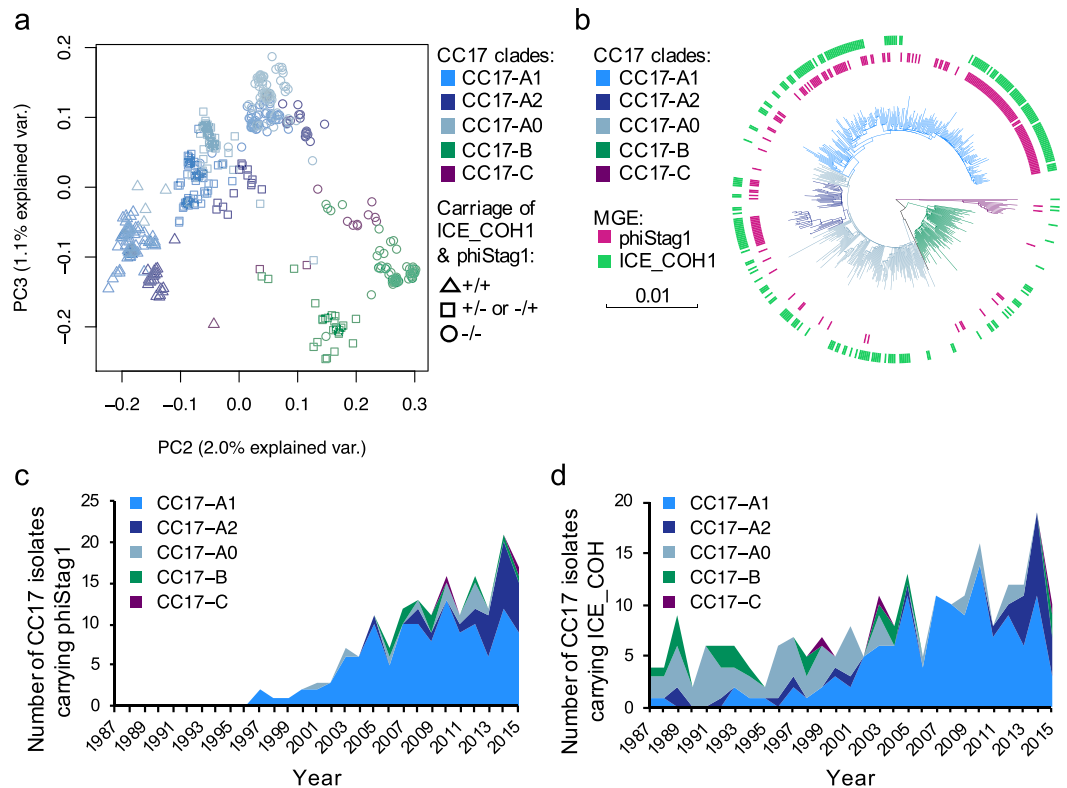 a
0.2
0.1
0.0
−0.1
−0.2
PC3 (1.1% explained var.)
−0.2
−0.1
0.0
0.1
0.2
0.3
PC2 (2.0% explained var.)
CC17 clades:
CC17-A1
CC17-A2
CC17-A0
CC17-B
CC17-C
Carriage of
ICE_COH1
& phiStag1:
+/+
+/- or -/+
-/-
b
CC17 clades:
CC17-A1
CC17-A2
CC17-A0
CC17-B
CC17-C
MGE:
phiStag1
ICE_COH1
0.01
c
25
20
15
10
5
0
Number of CC17 isolates
carrying phiStag1
CC17−A1
CC17−A2
CC17−A0
CC17−B
CC17−C
1987
1989
1991
1993
1995
1997
1999
2001
2003
2005
2007
2009
2011
2013
2015
Year
d
20
15
10
5
0
Number of CC17 isolates
carrying ICE_COH
CC17−A1
CC17−A2
CC17−A0
CC17−B
CC17−C
1987
1989
1991
1993
1995
1997
1999
2001
2003
2005
2007
2009
2011
2013
2015
Year